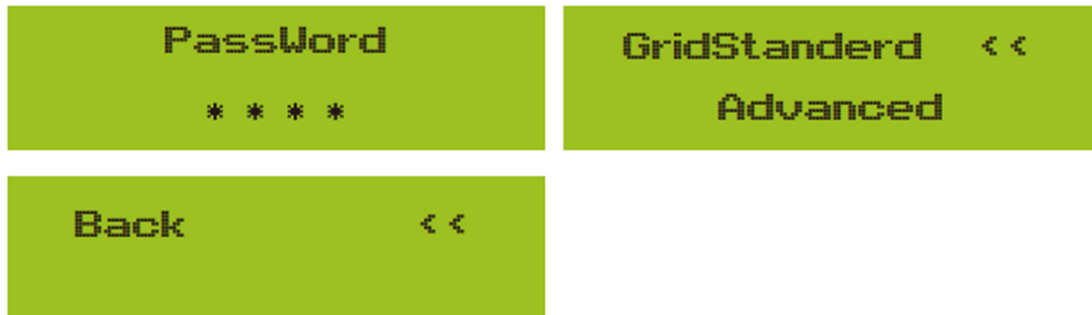 PassWord
* * * *
GridStanderd <<
Advanced
Back <<